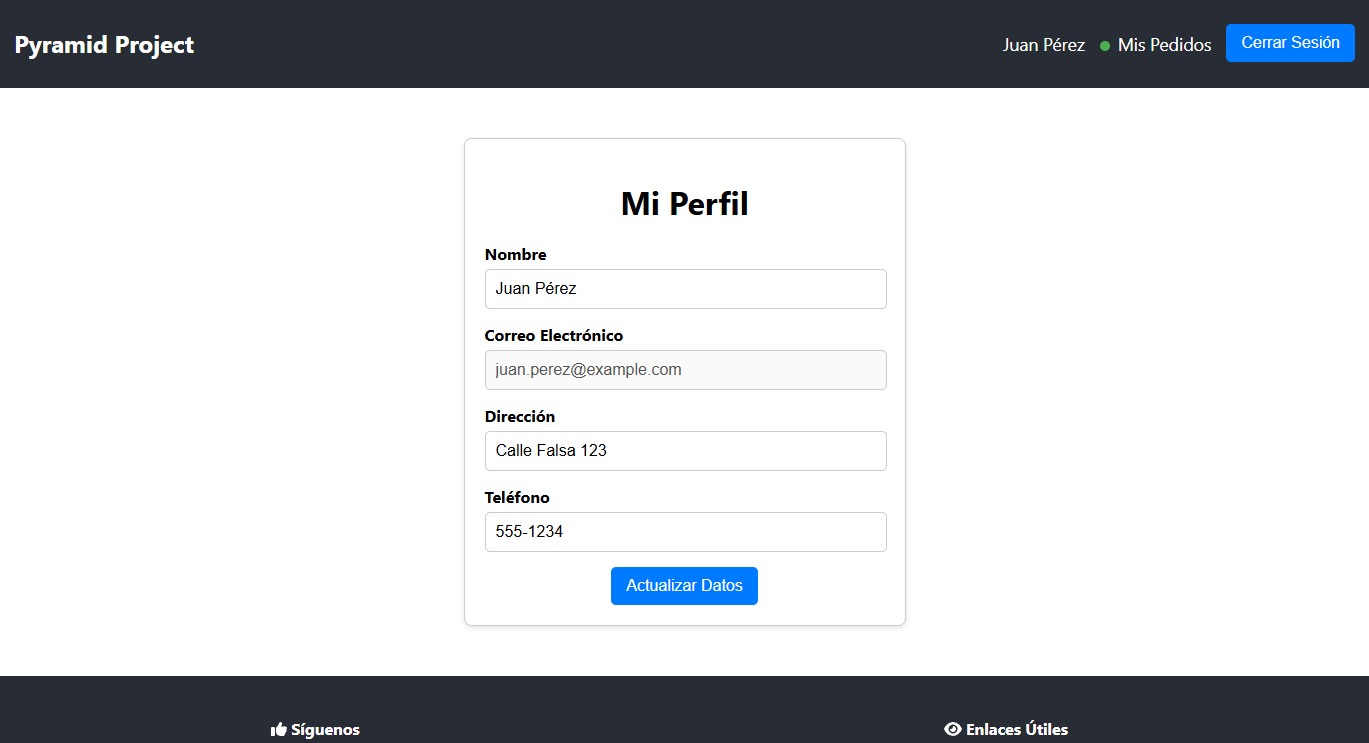 Pyramid Project
Juan Pérez Mis Pedidos Cerrar Sesión
Mi Perfil
Nombre
Juan Pérez
Correo Electrónico
juan.perez@example.com
Dirección
Calle Falsa 123
Teléfono
555-1234
Actualizar Datos
Síguenos
Enlaces Útiles